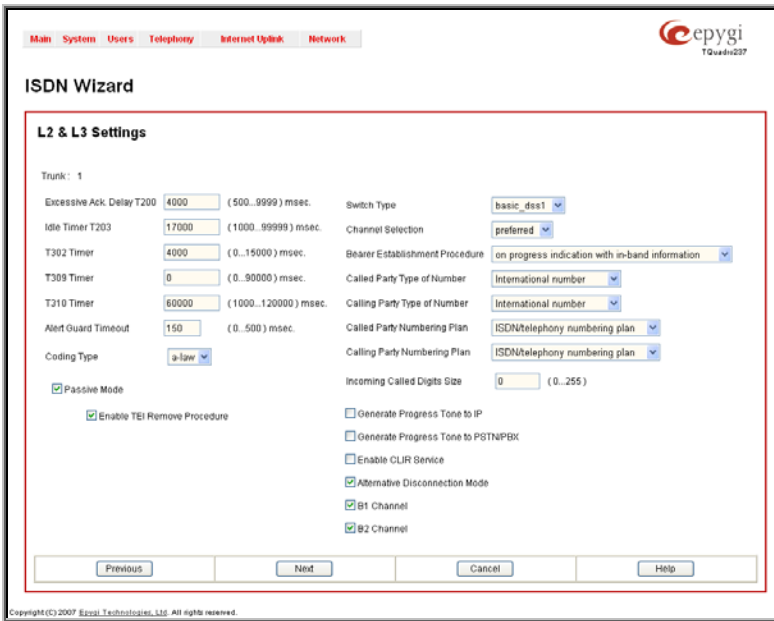 Main System Users Telephony Internet Uplink Network
epygi
TQuadro237
ISDN Wizard
L2 & L3 Settings
Trunk: 1
Excessive Ack. Delay T200 4000 (500...9999) msec.
Idle Timer T203 17000 (1000..99999) msec.
T302 Timer 4000 (0...15000) msec.
T309 Timer 0 (0...90000) msec.
T310 Timer 60000 (1000...120000) msec.
Alert Guard Timeout 150 (0...500) msec.
Coding Type a-law
Passive Mode
Enable TEI Remove Procedure
Switch Type basic_dss1
Channel Selection preferred
Bearer Establishment Procedure on progress indication with in-band information
Called Party Type of Number International number
Calling Party Type of Number International number
Called Party Numbering Plan ISDN/telephony numbering plan
Calling Party Numbering Plan ISDN/telephony numbering plan
Incoming Called Digits Size 0 (0...255)
Generate Progress Tone to IP
Generate Progress Tone to PSTN/PBX
Enable CLIR Service
Alternative Disconnection Mode
B1 Channel
B2 Channel
Previous Next Cancel Help
Copyright (C) 2007 Epygi Technologies, Ltd. All rights reserved.